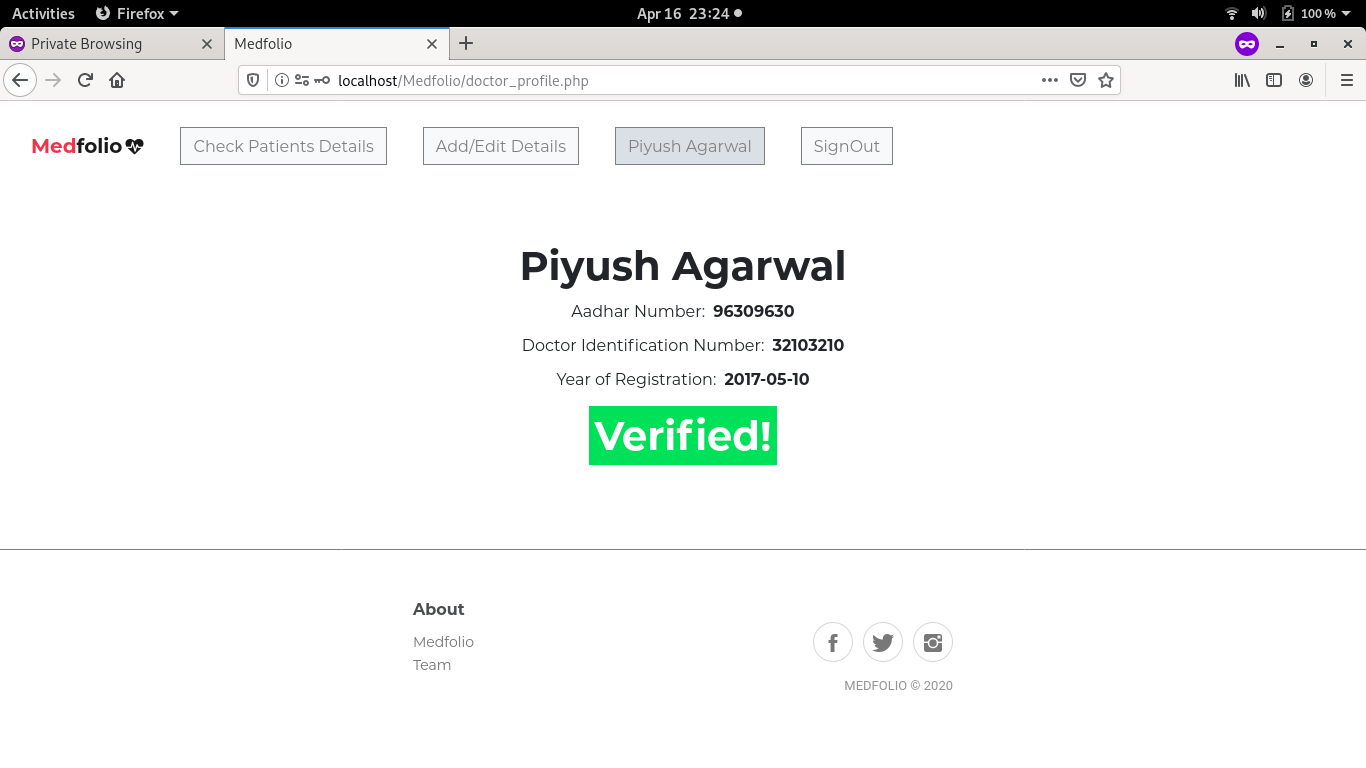 Activities Firefox Apr 16 23:24 100 %
Private Browsing Medfolio
localhost/Medfolio/doctor_profile.php
Medfolio Check Patients Details Add/Edit Details Piyush Agarwal SignOut
Piyush Agarwal
Aadhar Number: 96309630
Doctor Identification Number: 32103210
Year of Registration: 2017-05-10
Verified!
About
Medfolio
Team
MEDFOLIO © 2020